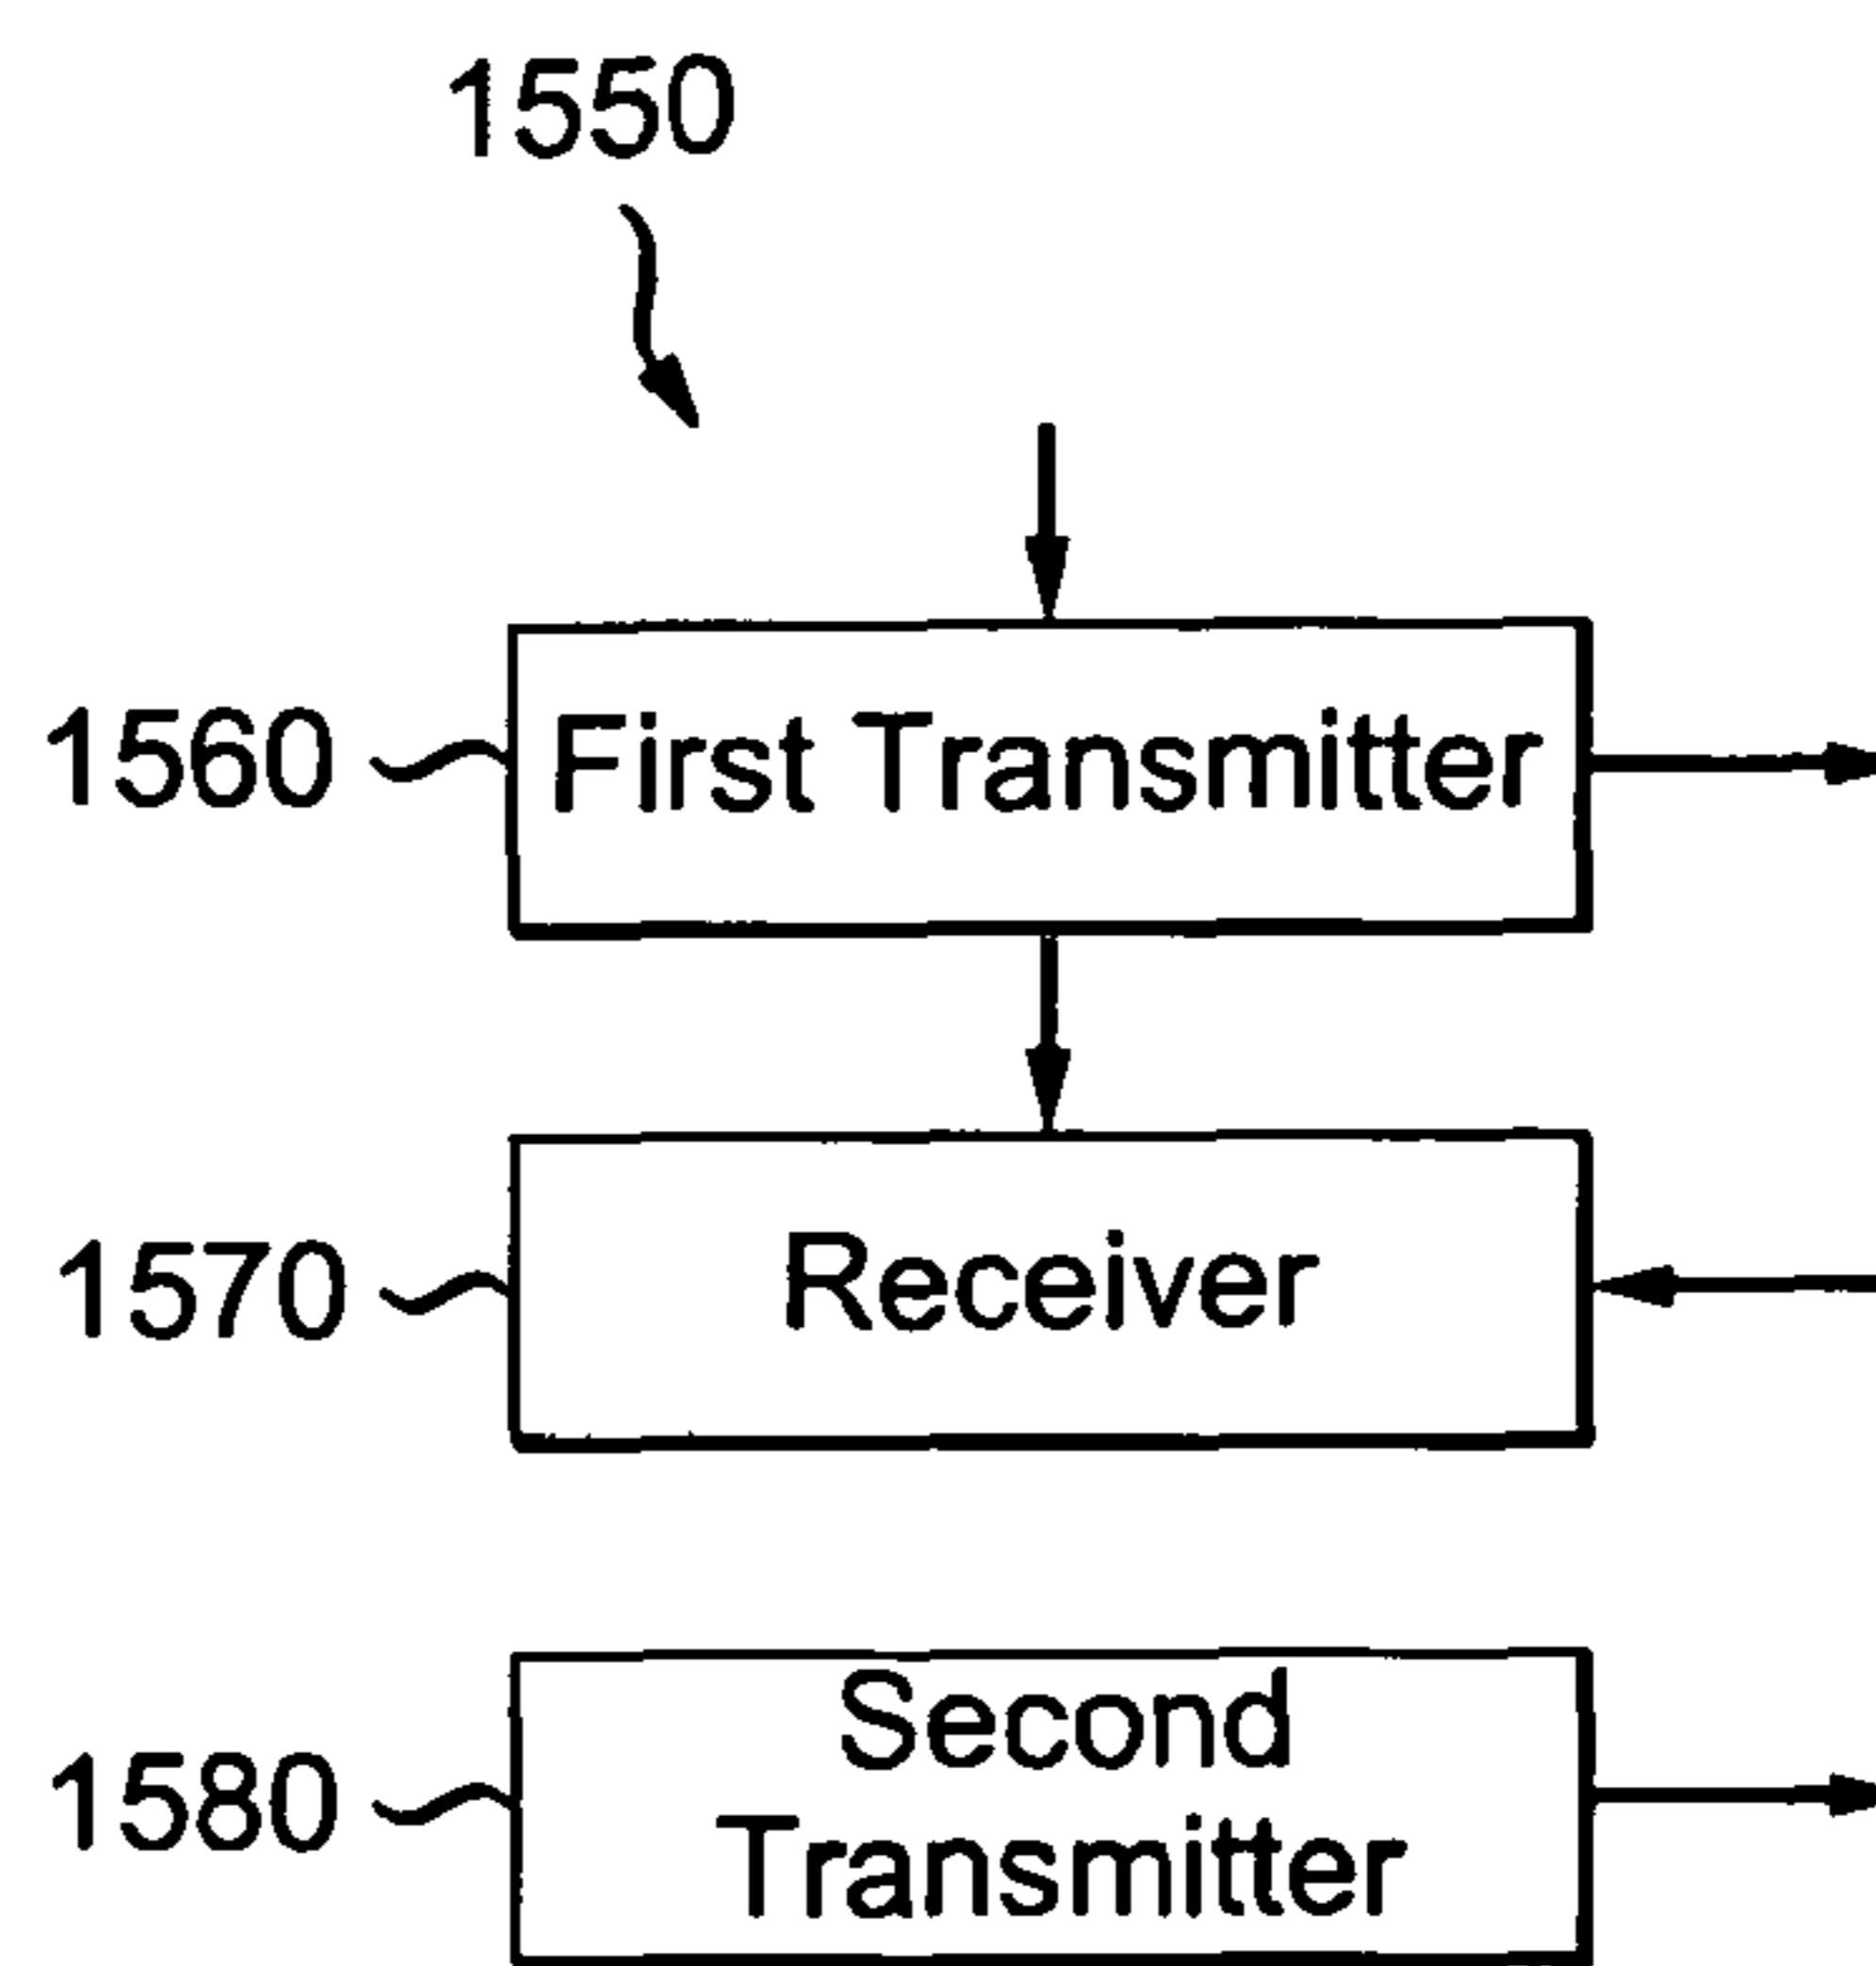 1550
1560 First Transmitter
1570 Receiver
1580 Second
Transmitter